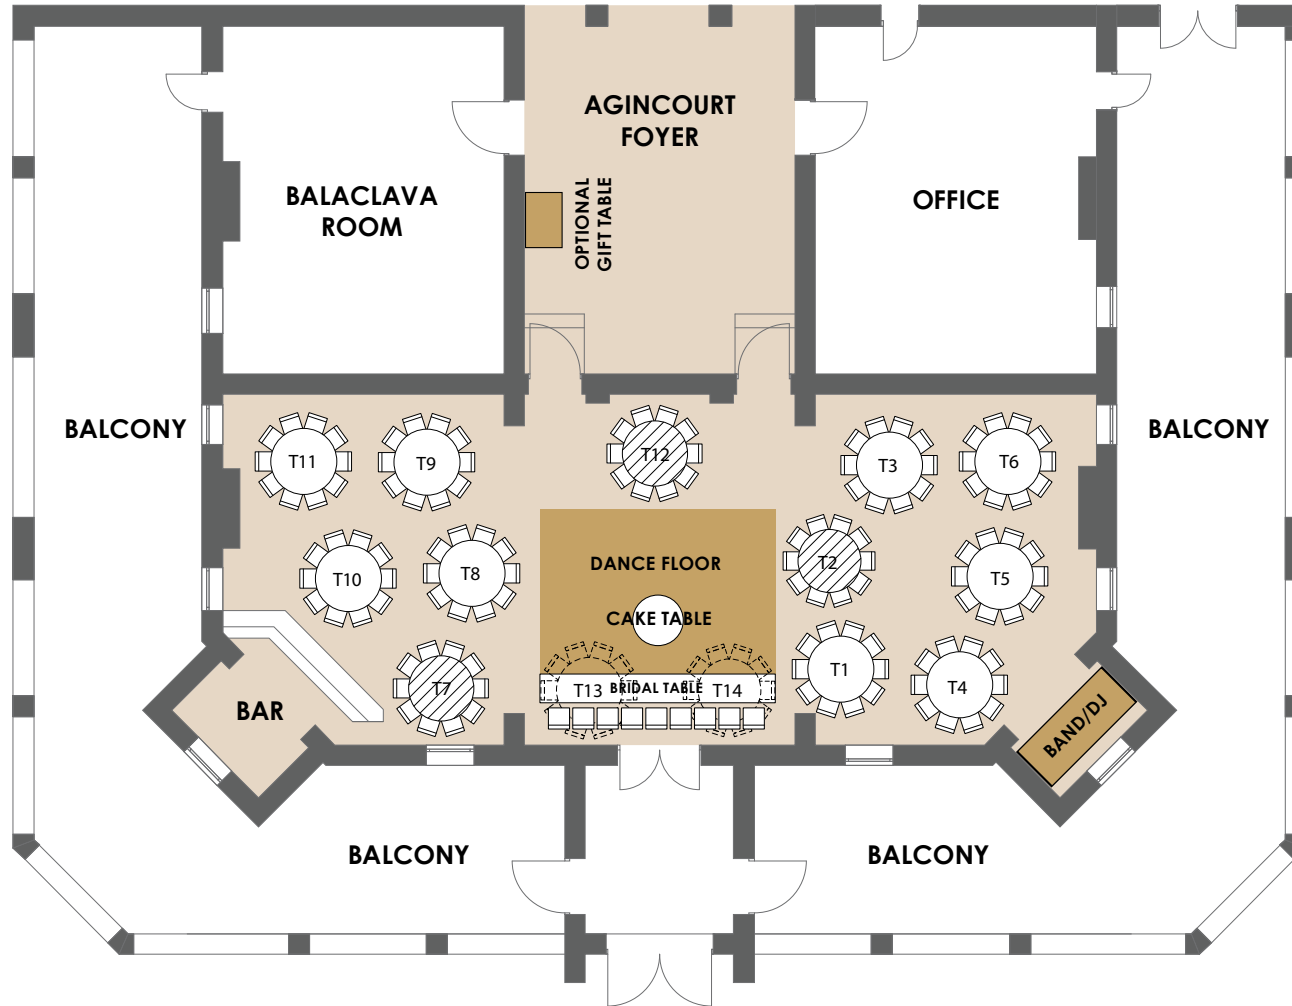 AGINCOURT
FOYER
BALACLAVA
ROOM
OFFICE
OPTIONAL
GIFT TABLE
BALCONY
BALCONY
T11
T9
T12
T3
T6
T10
T8
DANCE FLOOR
T2
T5
CAKE TABLE
T7
T13
BRIDAL TABLE
T14
T1
T4
BAR
BAND/DJ
BALCONY
BALCONY